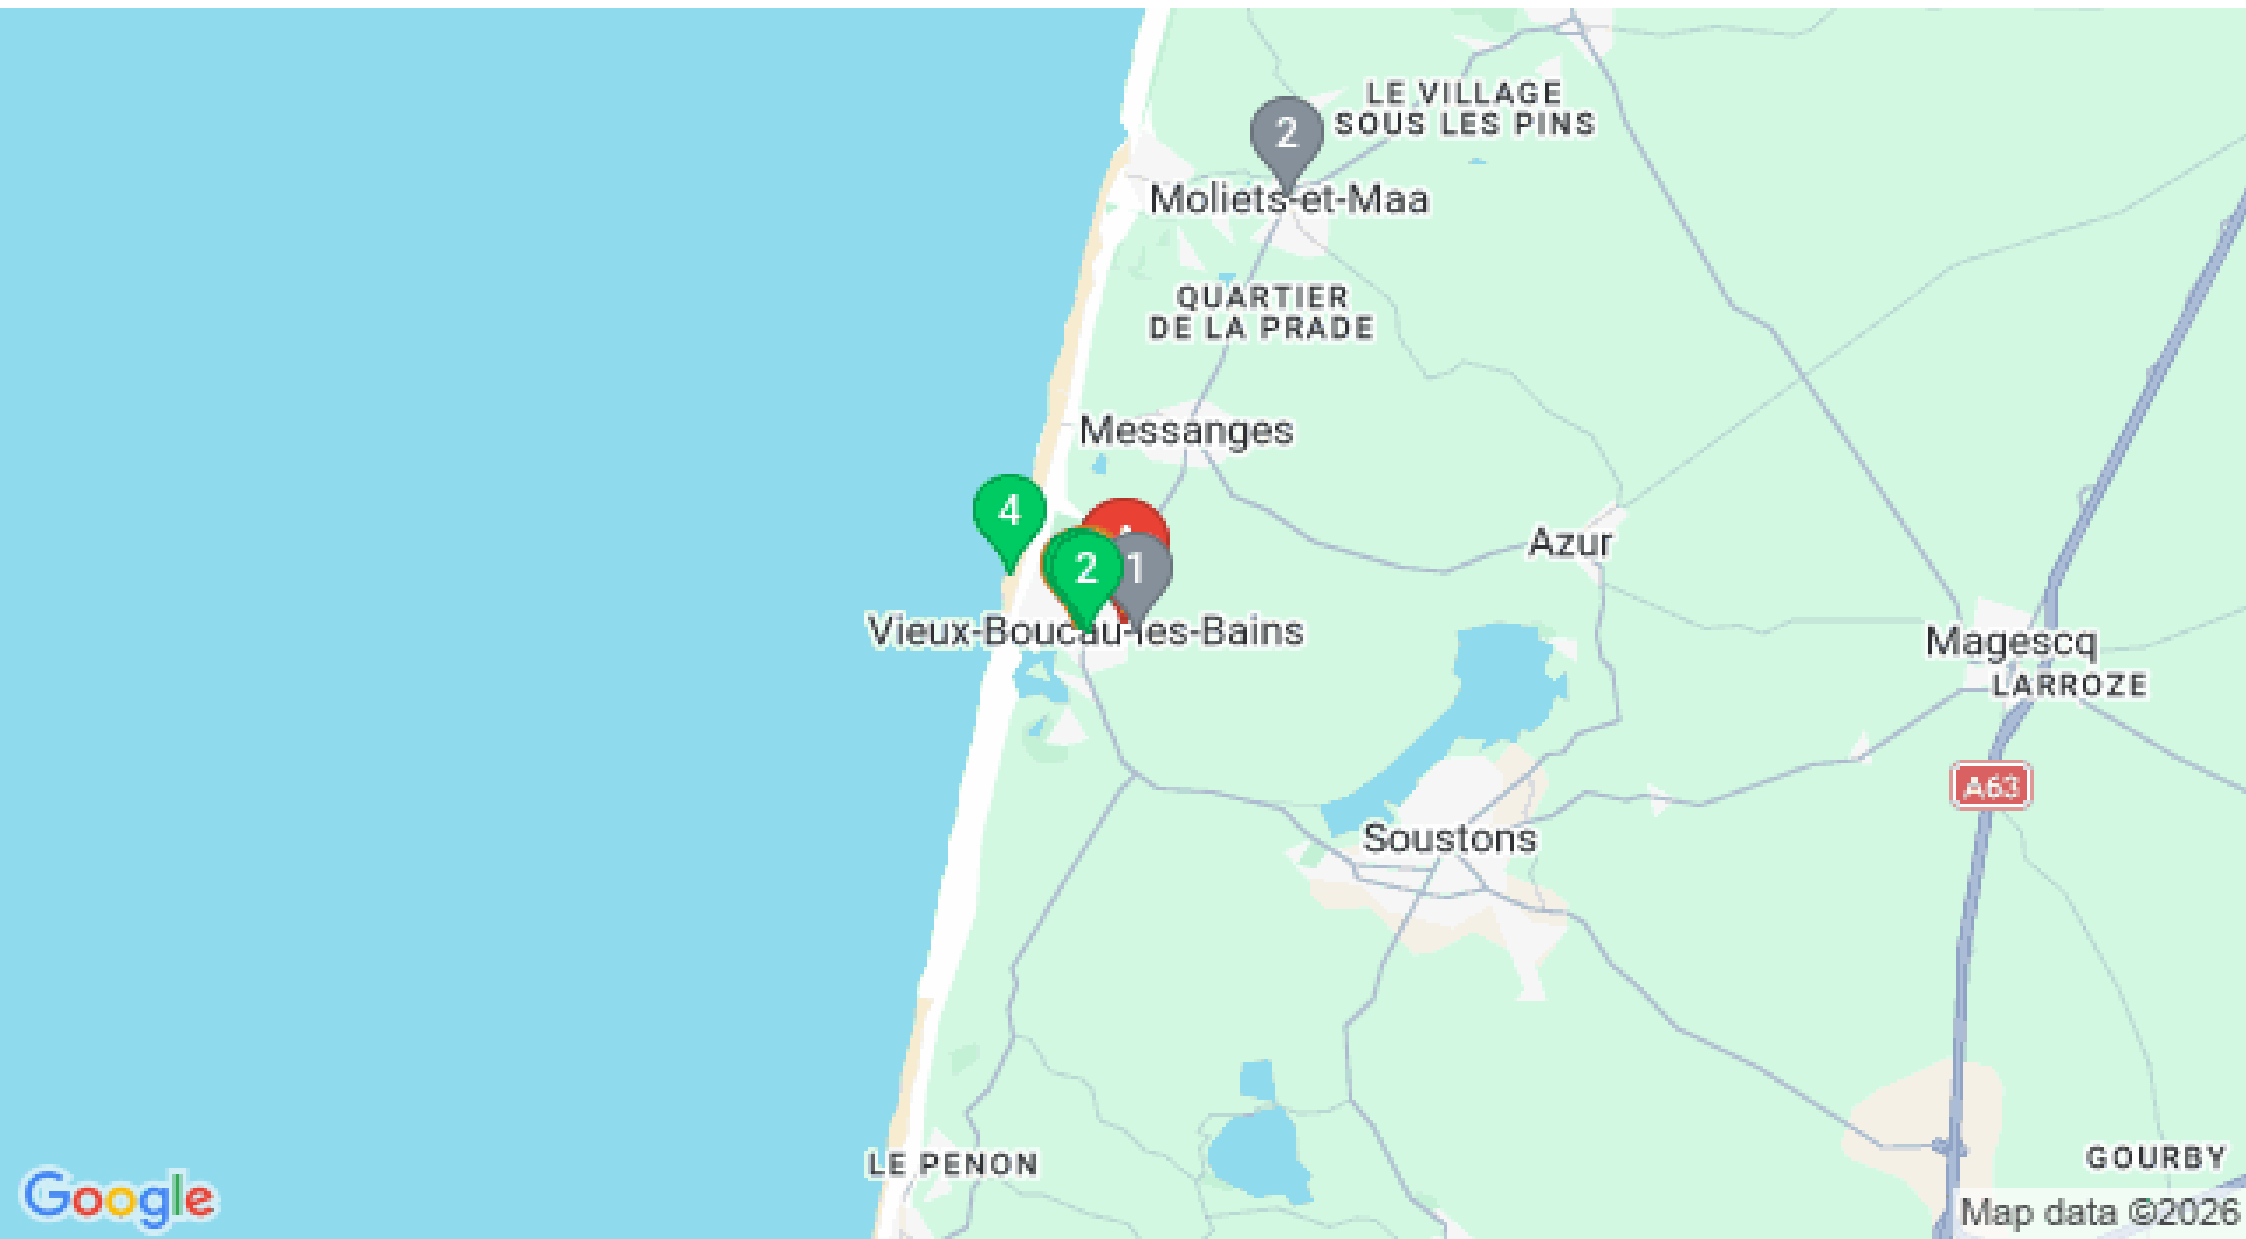 LE VILLAGE
SOUS LES PINS
2
Moliets-et-Maa
QUARTIER
DE LA PRADE
Messanges
4
2
1
Azur
Vieux-Boucau-les-Bains
Magescq
LARROZE
A63
Soustons
LE PENON
GOURBY
Google
Map data ©2026